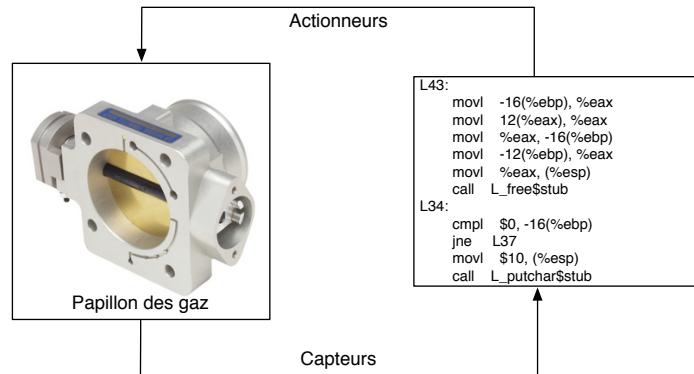 Actionneurs
Papillon des gaz
L43:
movl -16(%ebp), %eax
movl 12(%eax), %eax
movl %eax, -16(%ebp)
movl -12(%ebp), %eax
movl %eax, (%esp)
call L_free$stub
L34:
cmpl $0, -16(%ebp)
jne L37
movl $10, (%esp)
call L_putchar$stub
Capteurs